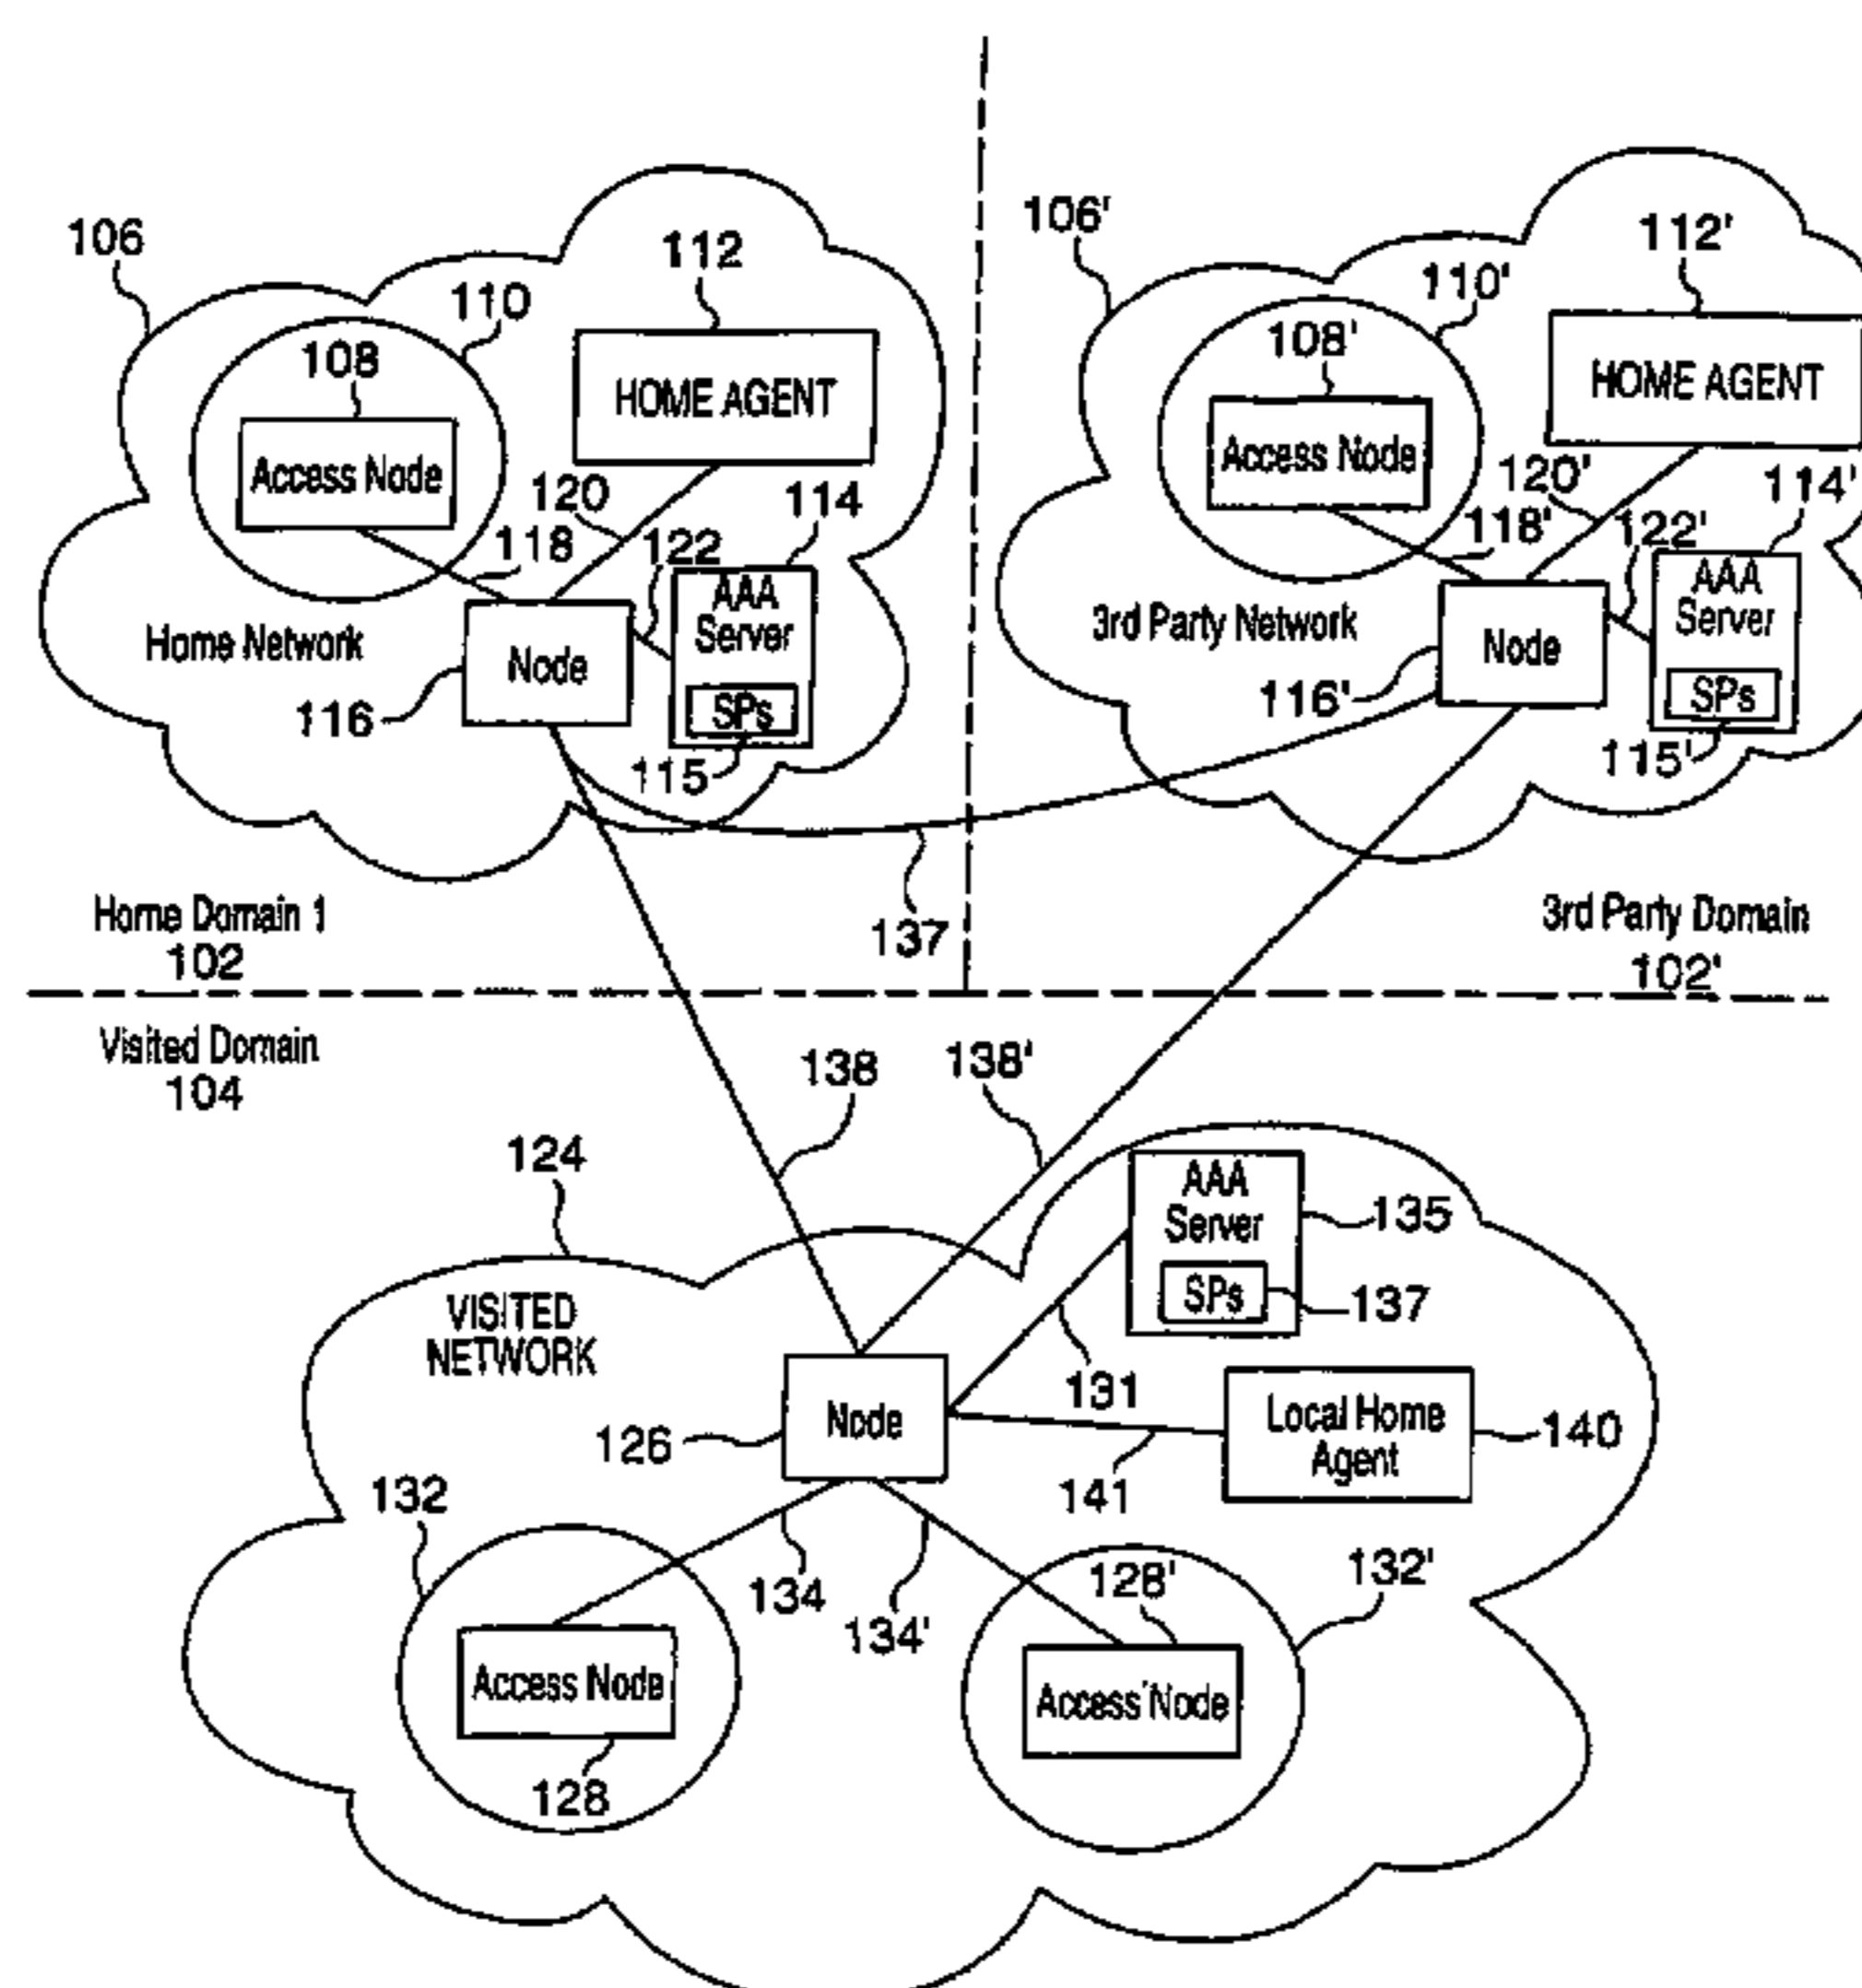 106
110
112
108
HOME AGENT
Access Node
120
114
118
122
AAA
Server
Home Network
Node
SPs
116
115
106'
112'
110'
108'
HOME AGENT
Access Node
120'
114'
118'
122'
AAA
Server
3rd Party Network
Node
SPs
116'
115'
137
Home Domain 1
102
3rd Party Domain
102'
Visited Domain
104
138
138'
124
AAA
Server
135
SPs
137
VISITED
NETWORK
131
Node
126
Local Home
Agent
140
141
132
134
134'
128'
132'
Access Node
Access Node
128